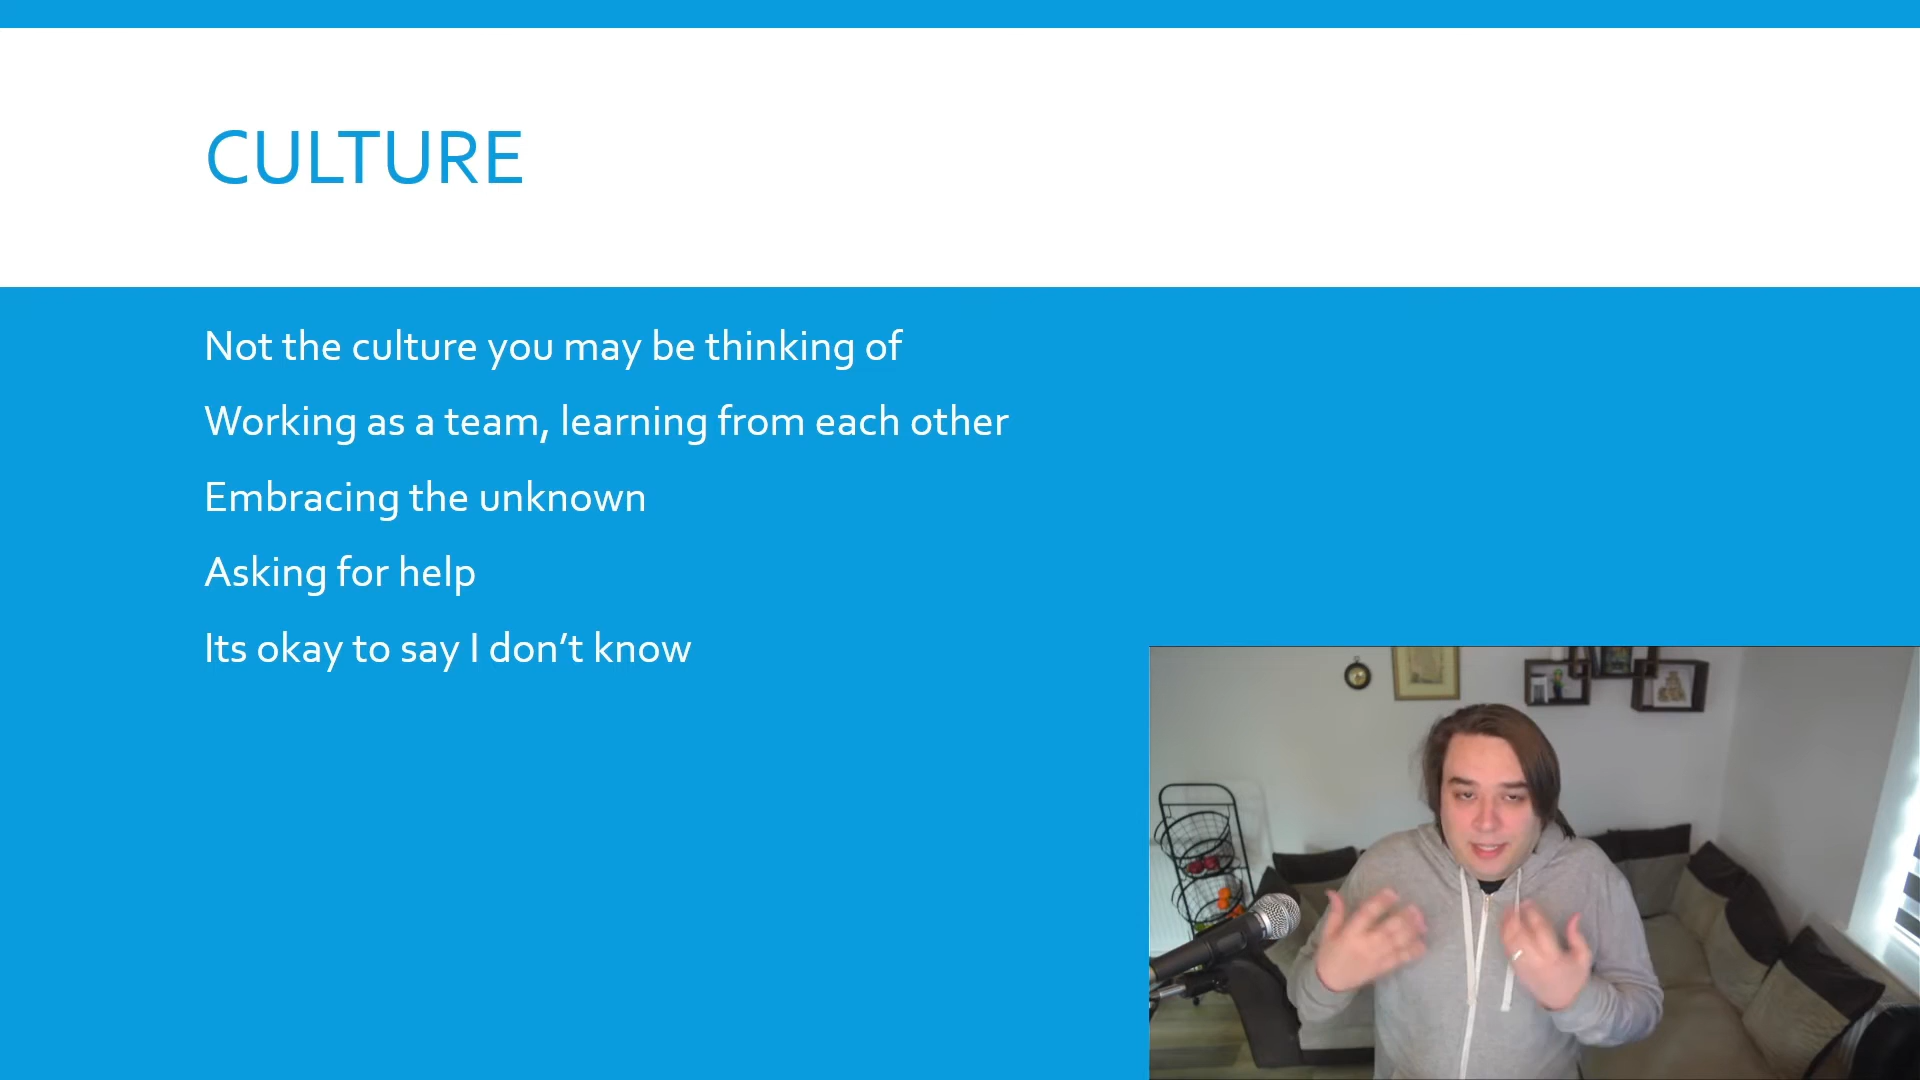 CULTURE
Not the culture you may be thinking of
Working as a team, learning from each other
Embracing the unknown
Asking for help
Its okay to say I don’t know